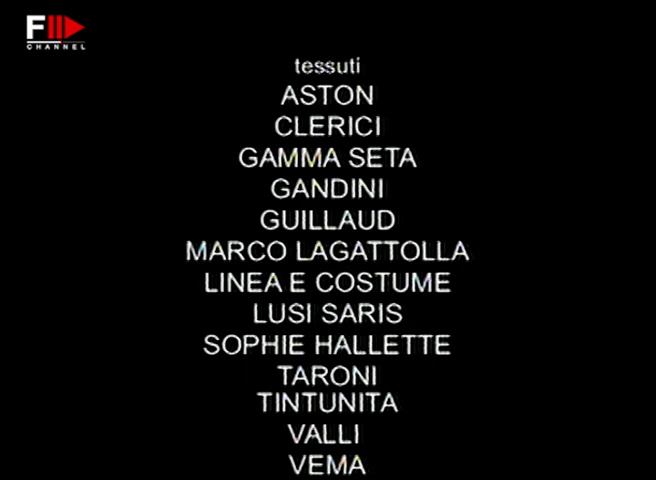 F
CHANNEL
tessuti
ASTON
CLERICI
GAMMA SETA
GANDINI
GUILLAUD
MARCO LAGATTOLLA
LINEA E COSTUME
LUSI SARIS
SOPHIE HALLETTE
TARONI
TINTUNITA
VALLI
VEMA